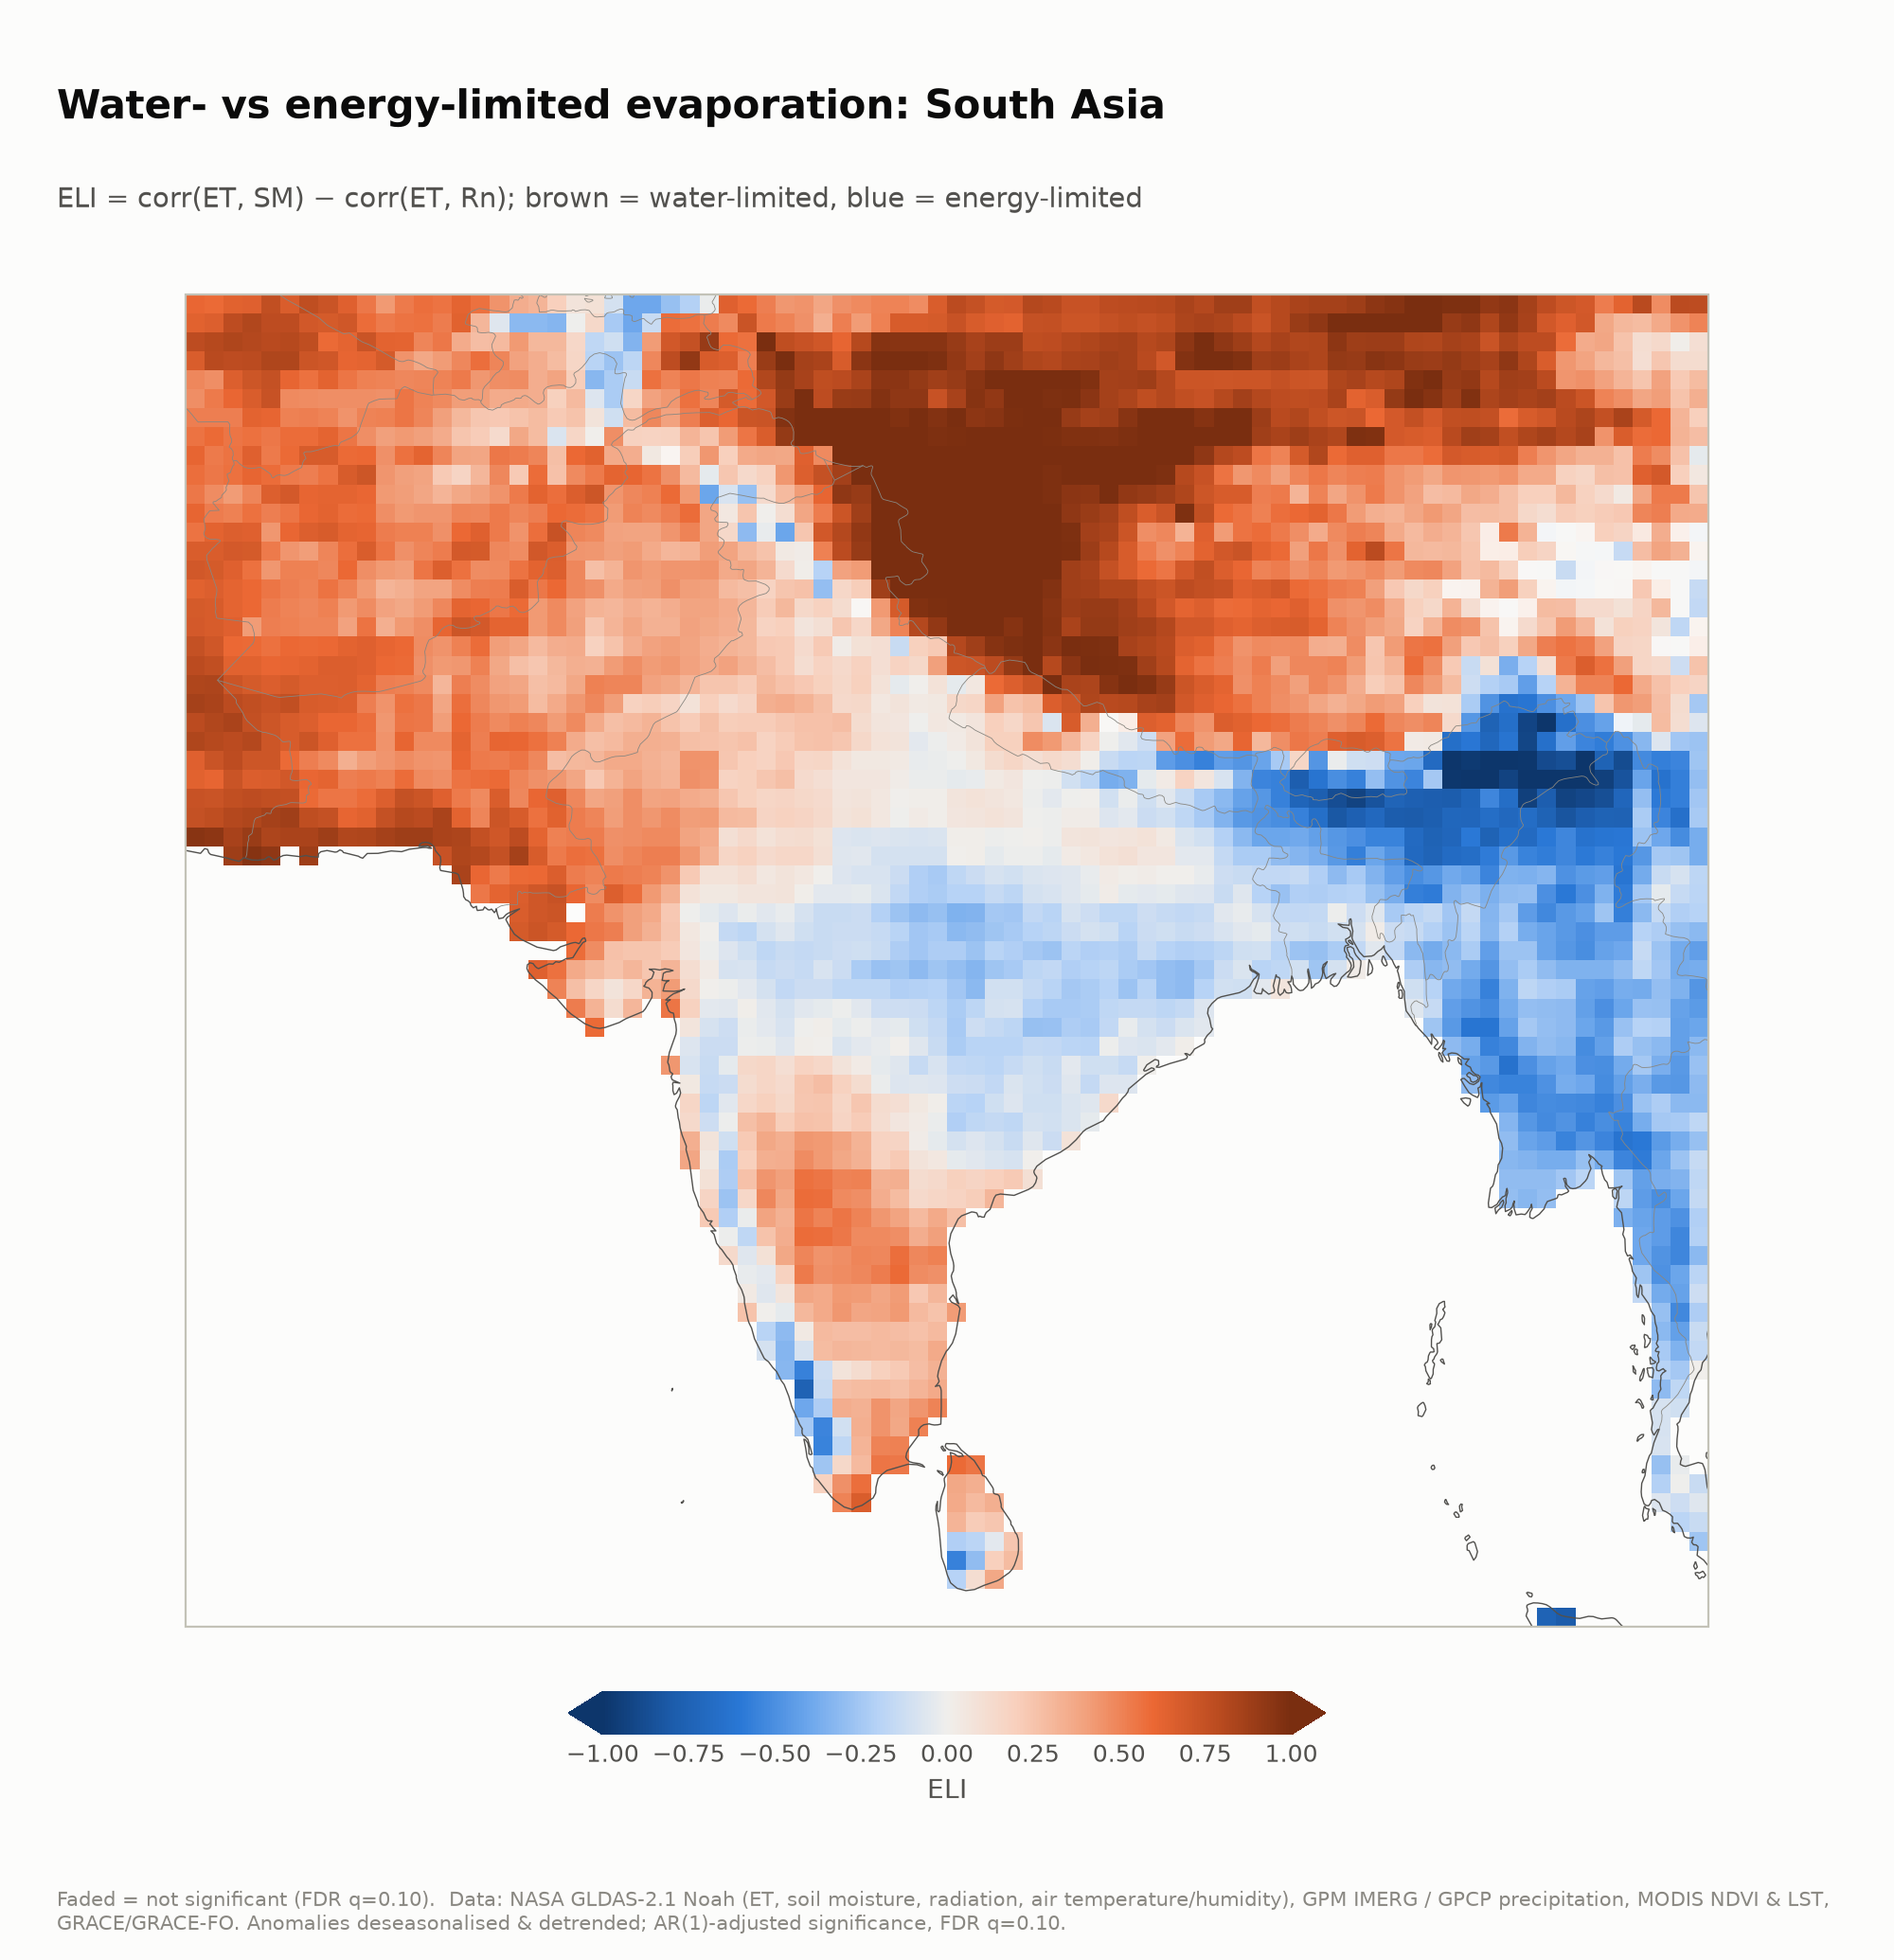 Water- vs energy-limited evaporation: South Asia
ELI = corr(ET, SM) − corr(ET, Rn); brown = water-limited, blue = energy-limited
−1.00 −0.75 −0.50 −0.25 0.00 0.25 0.50 0.75 1.00
ELI
Faded = not significant (FDR q=0.10).  Data: NASA GLDAS-2.1 Noah (ET, soil moisture, radiation, air temperature/humidity), GPM IMERG / GPCP precipitation, MODIS NDVI & LST,
GRACE/GRACE-FO. Anomalies deseasonalised & detrended; AR(1)-adjusted significance, FDR q=0.10.